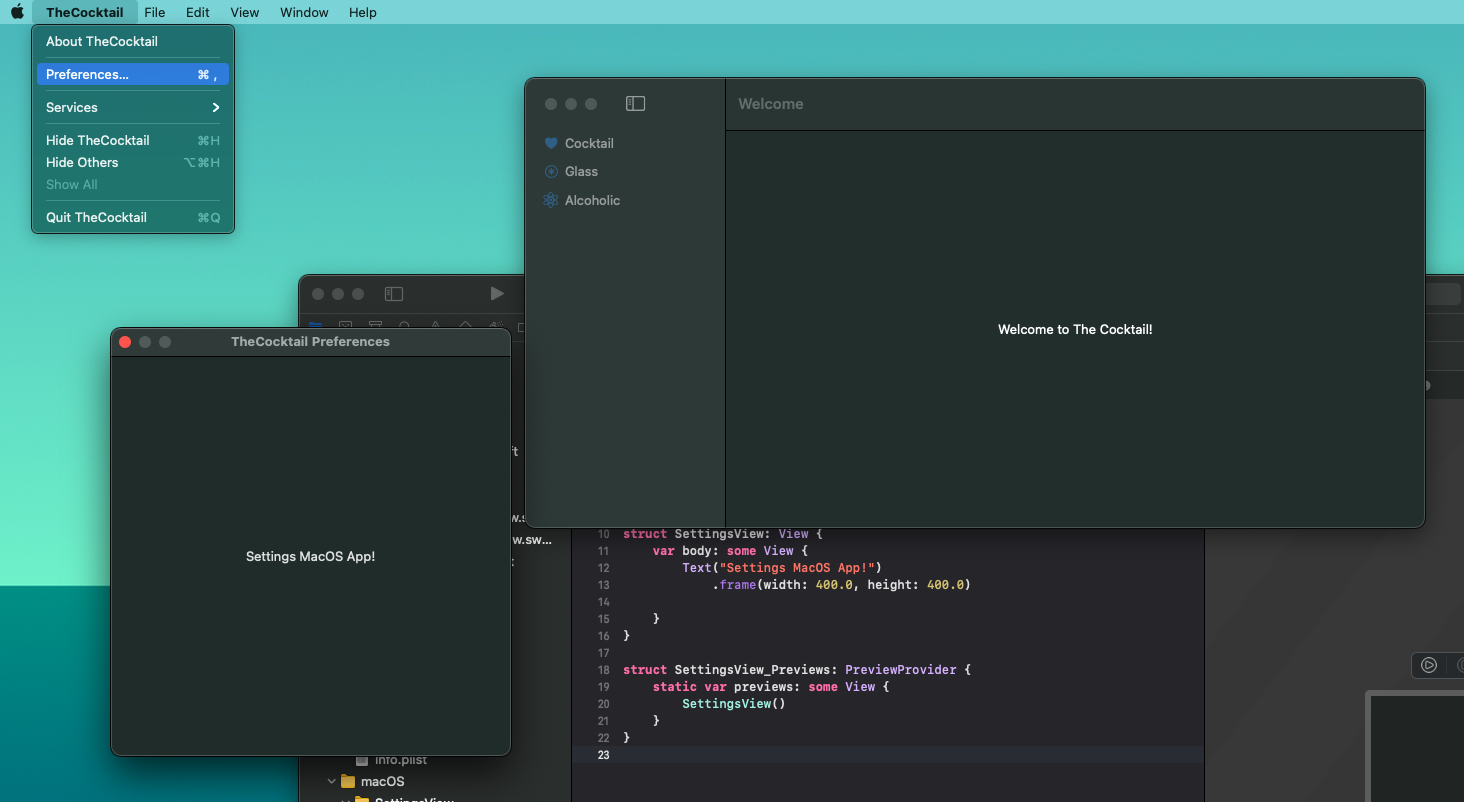 TheCocktail File Edit View Window Help
About TheCocktail
Preferences... ⌘ ,
Services
Hide TheCocktail ⌘H
Hide Others ⌥⌘H
Show All
Quit TheCocktail ⌘Q
Welcome
Cocktail
Glass
Alcoholic
Welcome to The Cocktail!
TheCocktail Preferences
Settings MacOS App!
ft
w.s
w.sw...
10 struct SettingsView: View {
11 var body: some View {
12 Text("Settings MacOS App!")
13 .frame(width: 400.0, height: 400.0)
14
15 }
16 }
17
18 struct SettingsView_Previews: PreviewProvider {
19 static var previews: some View {
20 SettingsView()
21 }
22 }
23
info.plist
macOS
SettingsView